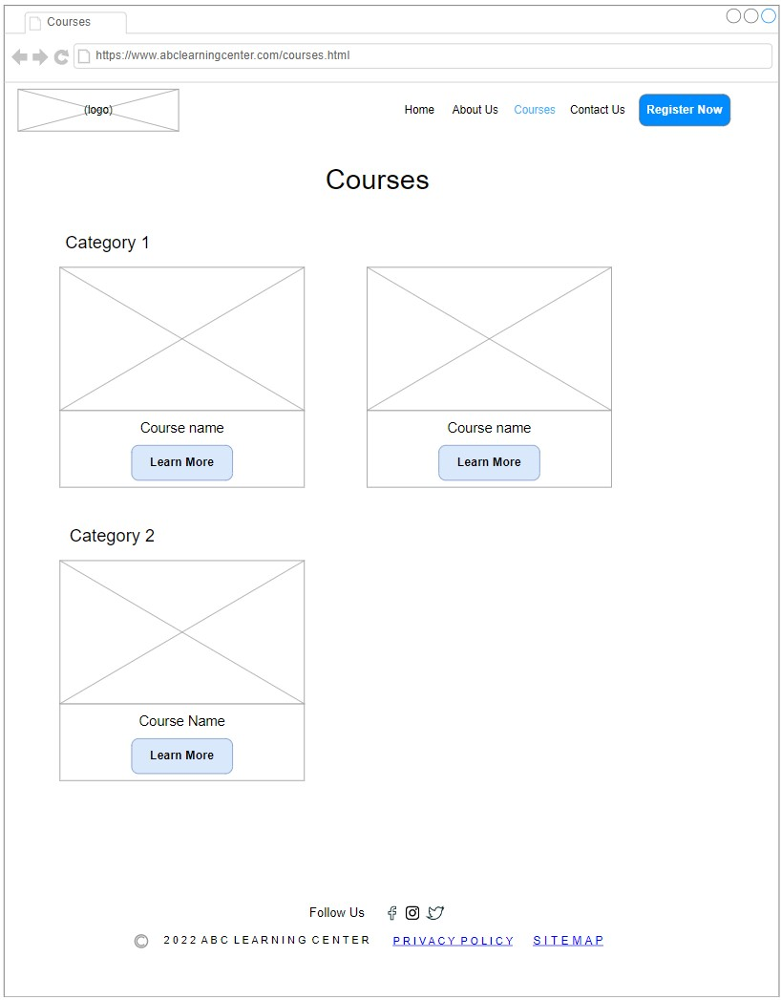 Courses
https://www.abclearningcenter.com/courses.html
(logo) Home About Us Courses Contact Us Register Now
Courses
Category 1
Course name Course name
Learn More Learn More
Category 2
Course Name
Learn More
Follow Us
© 2022 ABC LEARNING CENTER PRIVACY POLICY SITEMAP